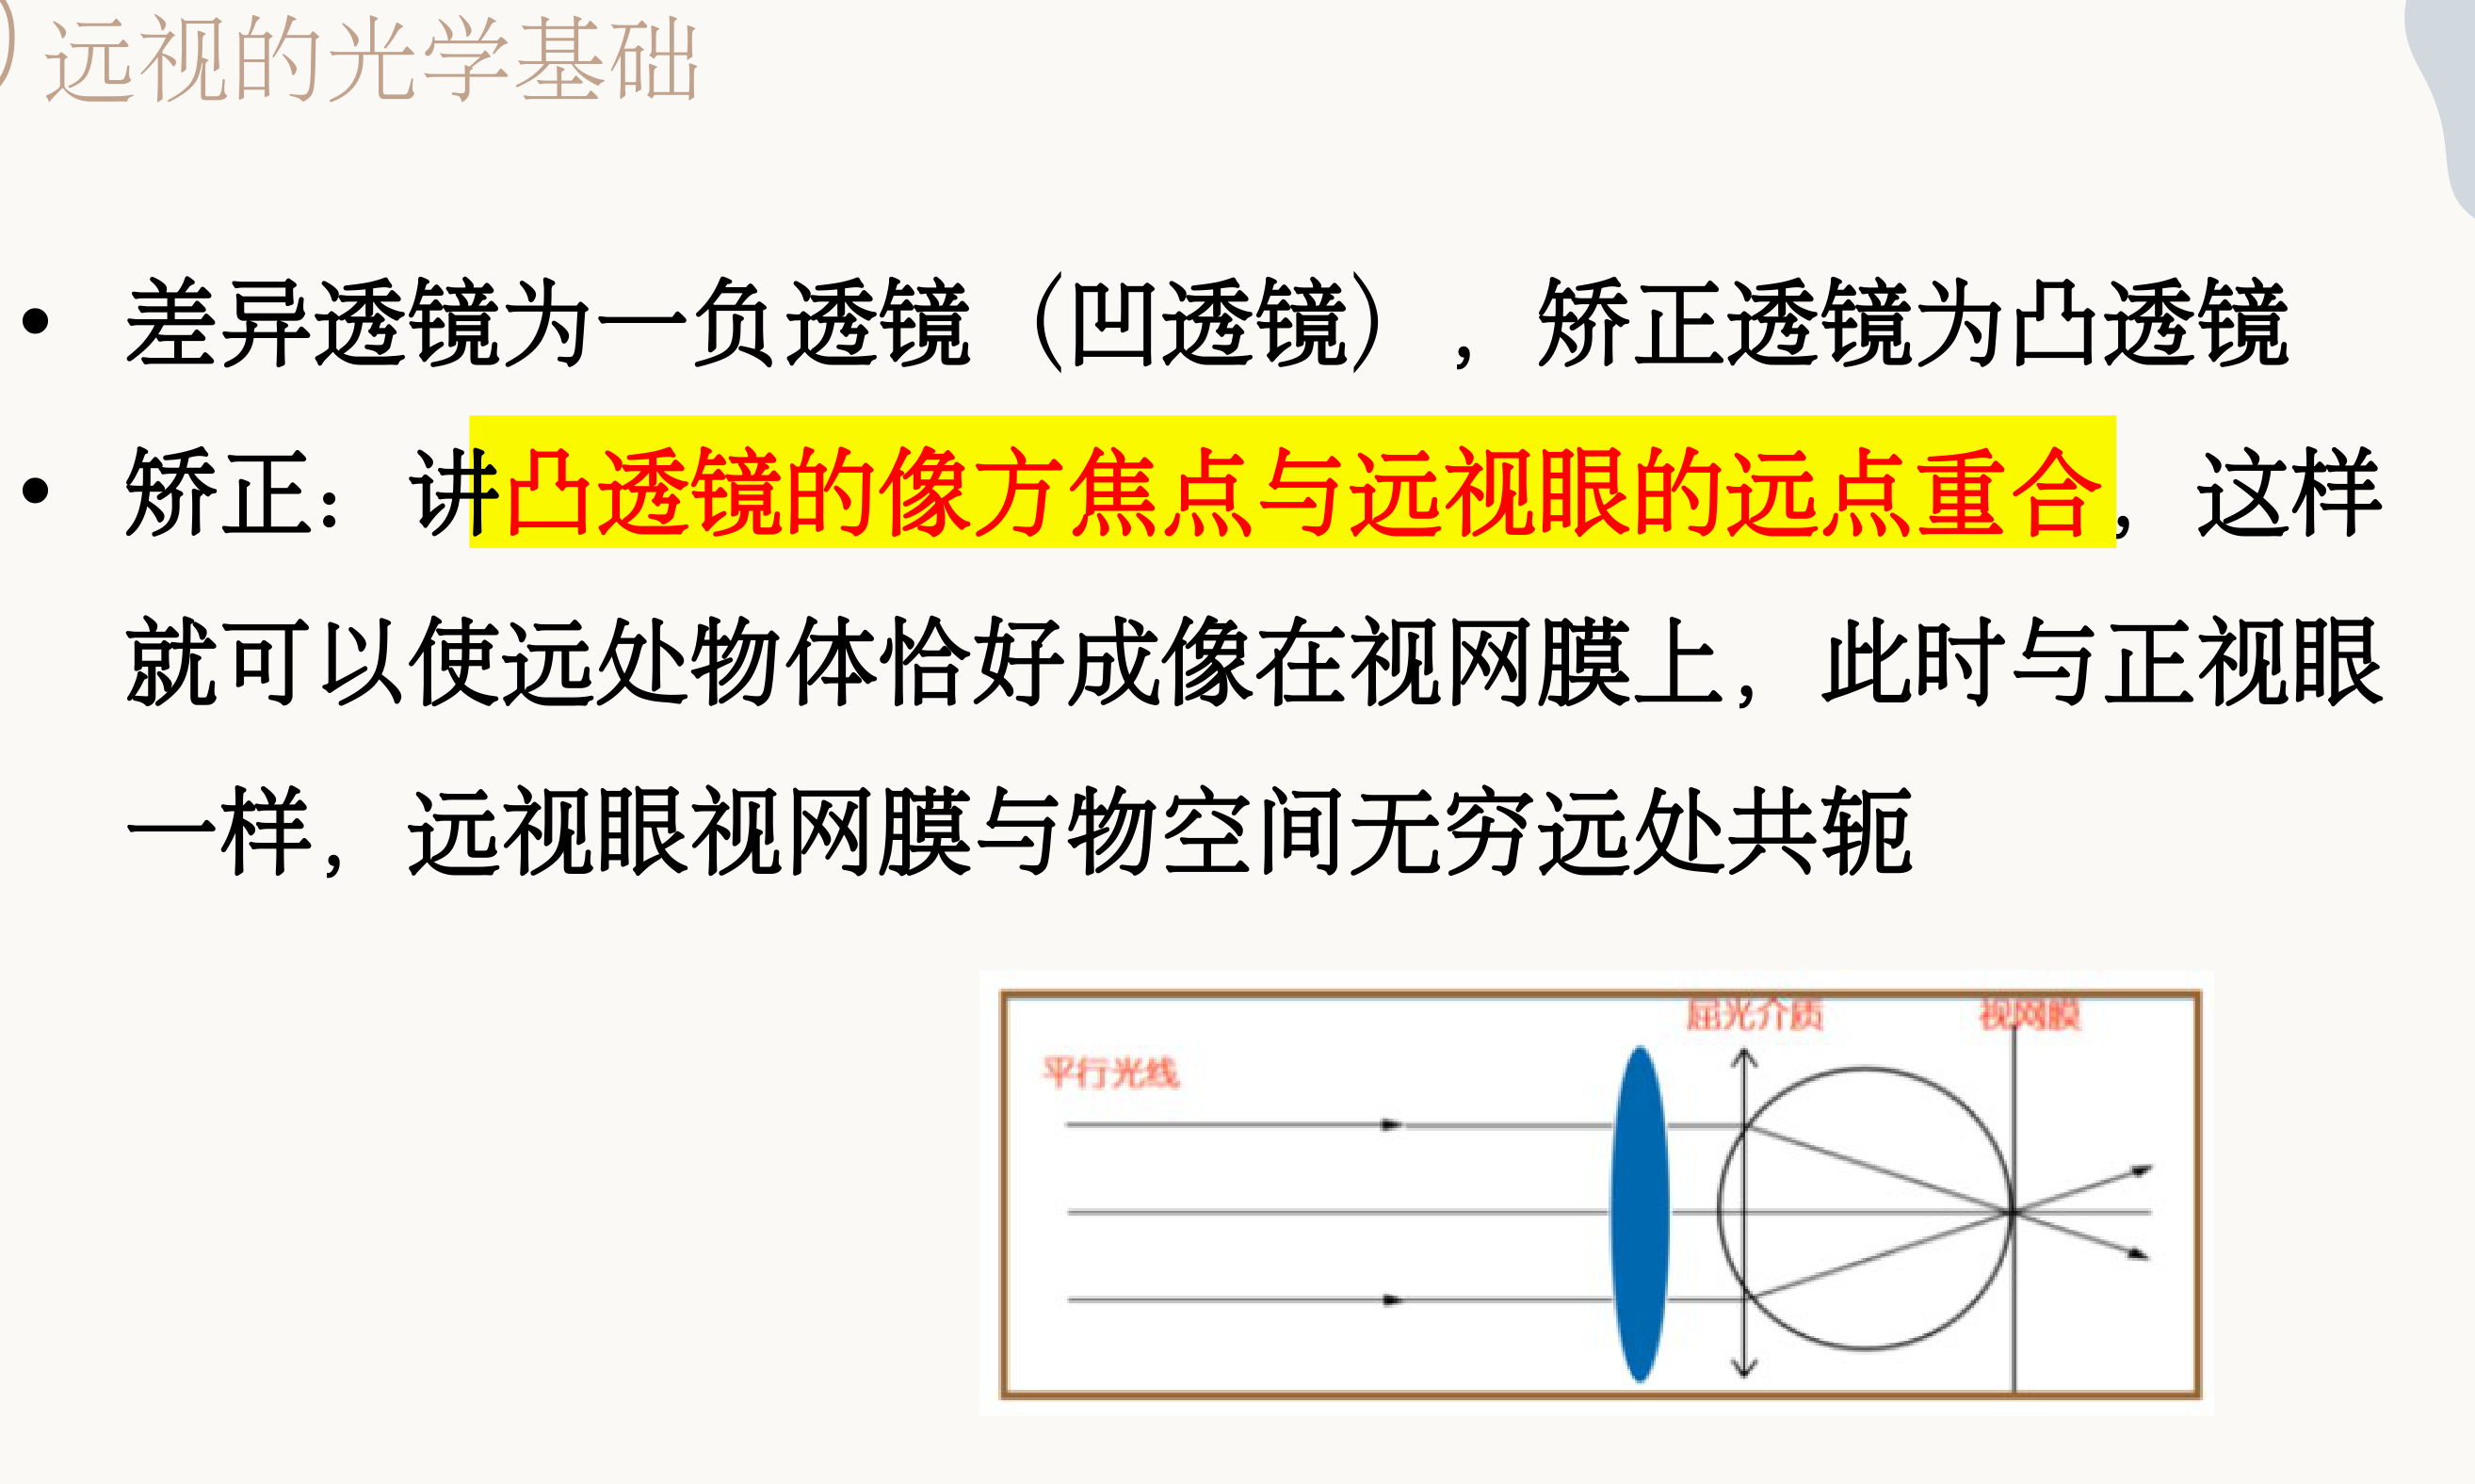 远视的光学基础
• 差异透镜为一负透镜（凹透镜），矫正透镜为凸透镜
• 矫正：讲凸透镜的像方焦点与远视眼的远点重合，这样
就可以使远处物体恰好成像在视网膜上，此时与正视眼
一样，远视眼视网膜与物空间无穷远处共轭
屈光介质
视网膜
平行光线